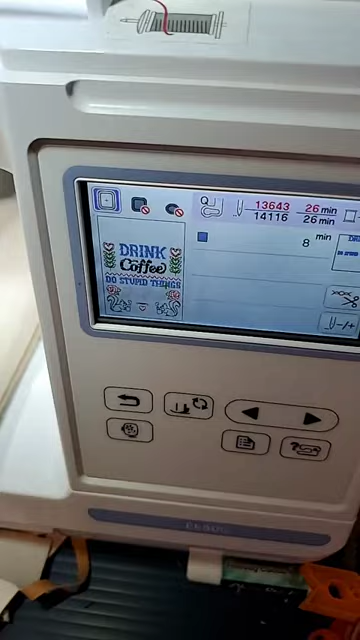 Q 13643 26 min
14116 26 min
8 min
DRINK
Coffee
DO STUPID THINGS